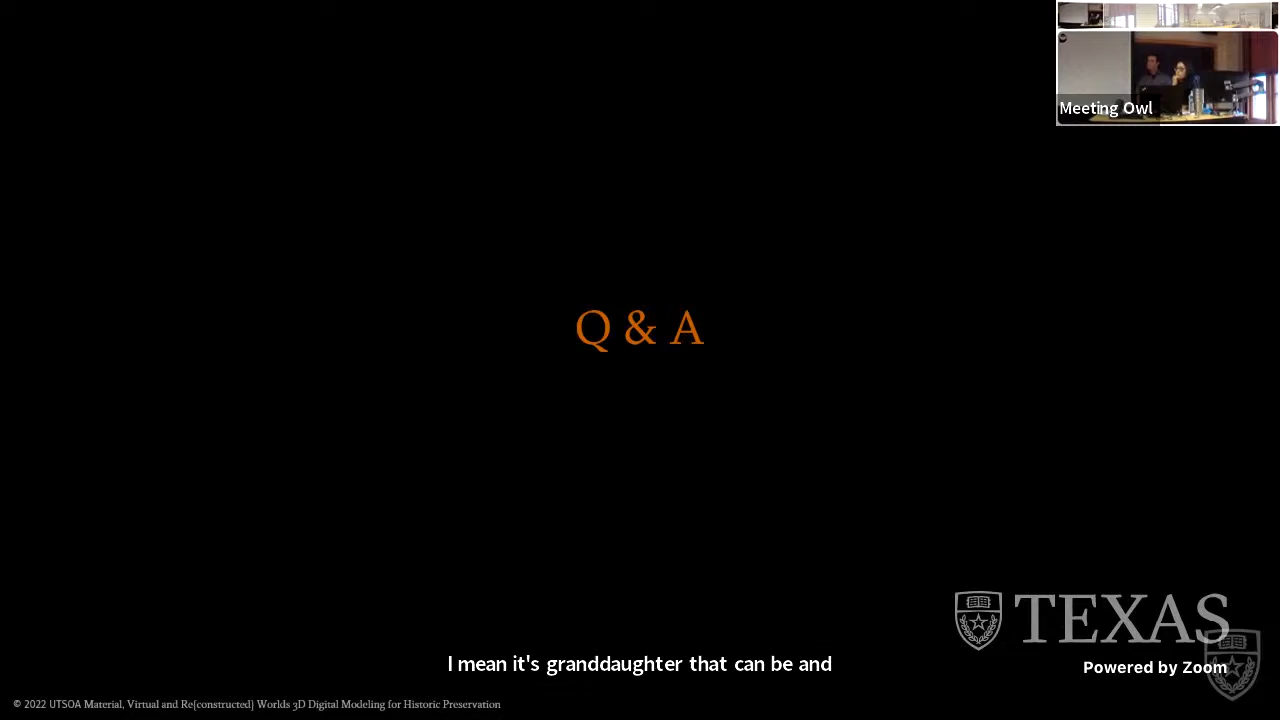 Meeting Owl
Q & A
TEXAS
I mean it's granddaughter that can be and
Powered by Zoom
© 2022 UTSOA Material, Virtual and Re{constructed} Worlds 3D Digital Modeling for Historic Preservation